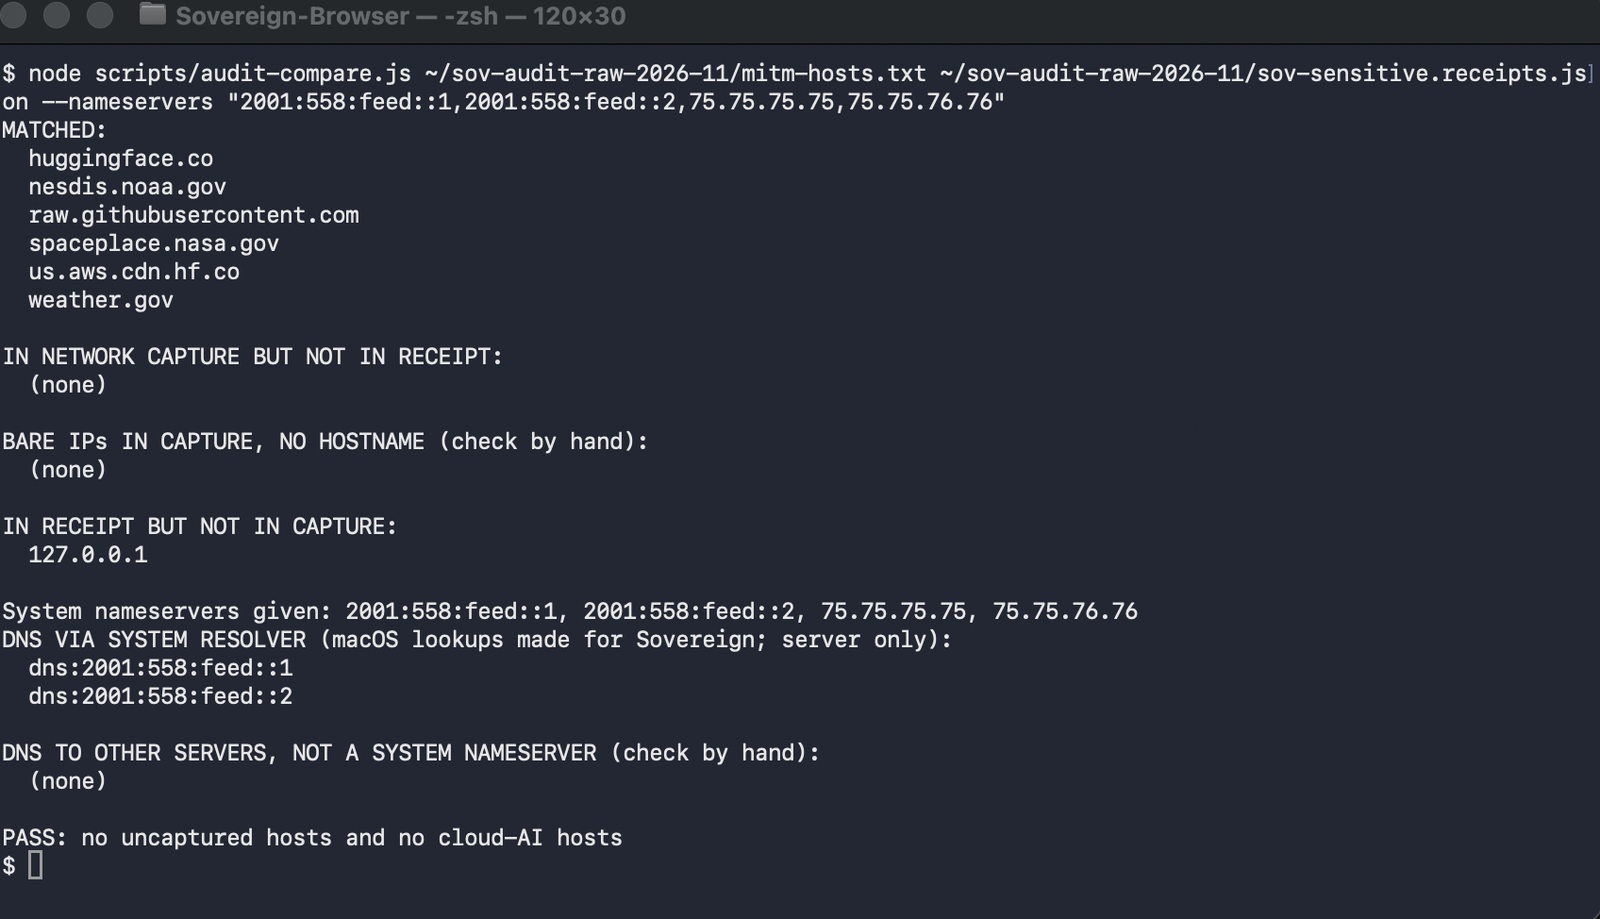 Sovereign-Browser — -zsh — 120×30
$ node scripts/audit-compare.js ~/sov-audit-raw-2026-11/mitm-hosts.txt ~/sov-audit-raw-2026-11/sov-sensitive.receipts.js]
on --nameservers "2001:558:feed::1,2001:558:feed::2,75.75.75.75,75.75.76.76"
MATCHED:
  huggingface.co
  nesdis.noaa.gov
  raw.githubusercontent.com
  spaceplace.nasa.gov
  us.aws.cdn.hf.co
  weather.gov

IN NETWORK CAPTURE BUT NOT IN RECEIPT:
  (none)

BARE IPs IN CAPTURE, NO HOSTNAME (check by hand):
  (none)

IN RECEIPT BUT NOT IN CAPTURE:
  127.0.0.1

System nameservers given: 2001:558:feed::1, 2001:558:feed::2, 75.75.75.75, 75.75.76.76
DNS VIA SYSTEM RESOLVER (macOS lookups made for Sovereign; server only):
  dns:2001:558:feed::1
  dns:2001:558:feed::2

DNS TO OTHER SERVERS, NOT A SYSTEM NAMESERVER (check by hand):
  (none)

PASS: no uncaptured hosts and no cloud-AI hosts
$